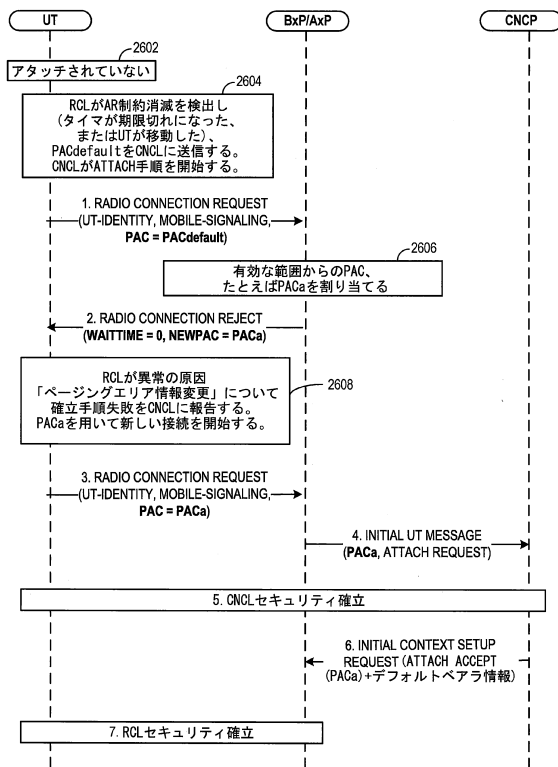 UT
BxP/AxP
CNCP
2602
アタッチされていない
2604
RCLがAR制約消滅を検出し
(タイマが期限切れになった、
またはUTが移動した)、
PACdefaultをCNCLに送信する。
CNCLがATTACH手順を開始する。
1. RADIO CONNECTION REQUEST
(UT-IDENTITY, MOBILE-SIGNALING,
PAC = PACdefault)
2606
有効な範囲からのPAC、
たとえばPACaを割り当てる
2. RADIO CONNECTION REJECT
(WAITTIME = 0, NEWPAC = PACa)
RCLが異常の原因
「ページングエリア情報変更」について
確立手順失敗をCNCLに報告する。
PACaを用いて新しい接続を開始する。
2608
3. RADIO CONNECTION REQUEST
(UT-IDENTITY, MOBILE-SIGNALING,
PAC = PACa)
4. INITIAL UT MESSAGE
(PACa, ATTACH REQUEST)
5. CNCLセキュリティ確立
6. INITIAL CONTEXT SETUP
REQUEST (ATTACH ACCEPT
(PACa)+デフォルトベアラ情報)
7. RCLセキュリティ確立